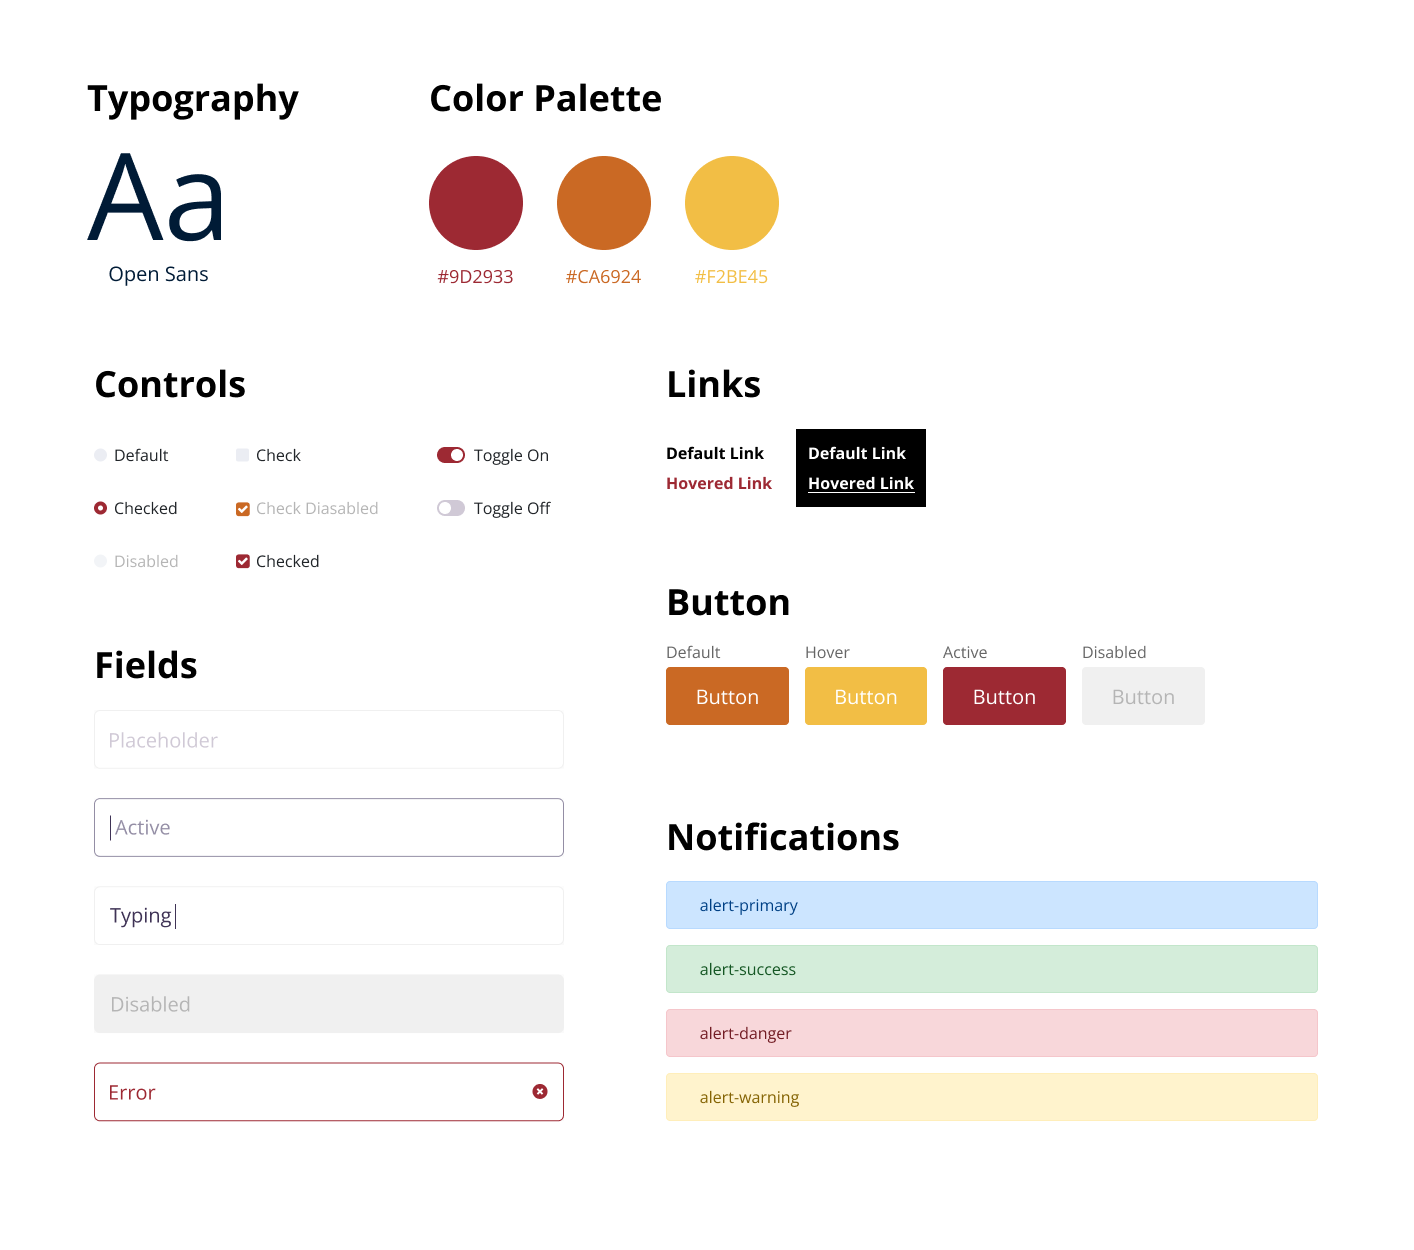 Typography
Aa
Open Sans
Color Palette
#9D2933
#CA6924
#F2BE45
Controls
Default
Check
Toggle On
Checked
Check Diasabled
Toggle Off
Disabled
Checked
Links
Default Link
Hovered Link
Default Link
Hovered Link
Button
Default
Hover
Active
Disabled
Button
Button
Button
Button
Fields
Placeholder
Active
Typing
Disabled
Error
Notifications
alert-primary
alert-success
alert-danger
alert-warning